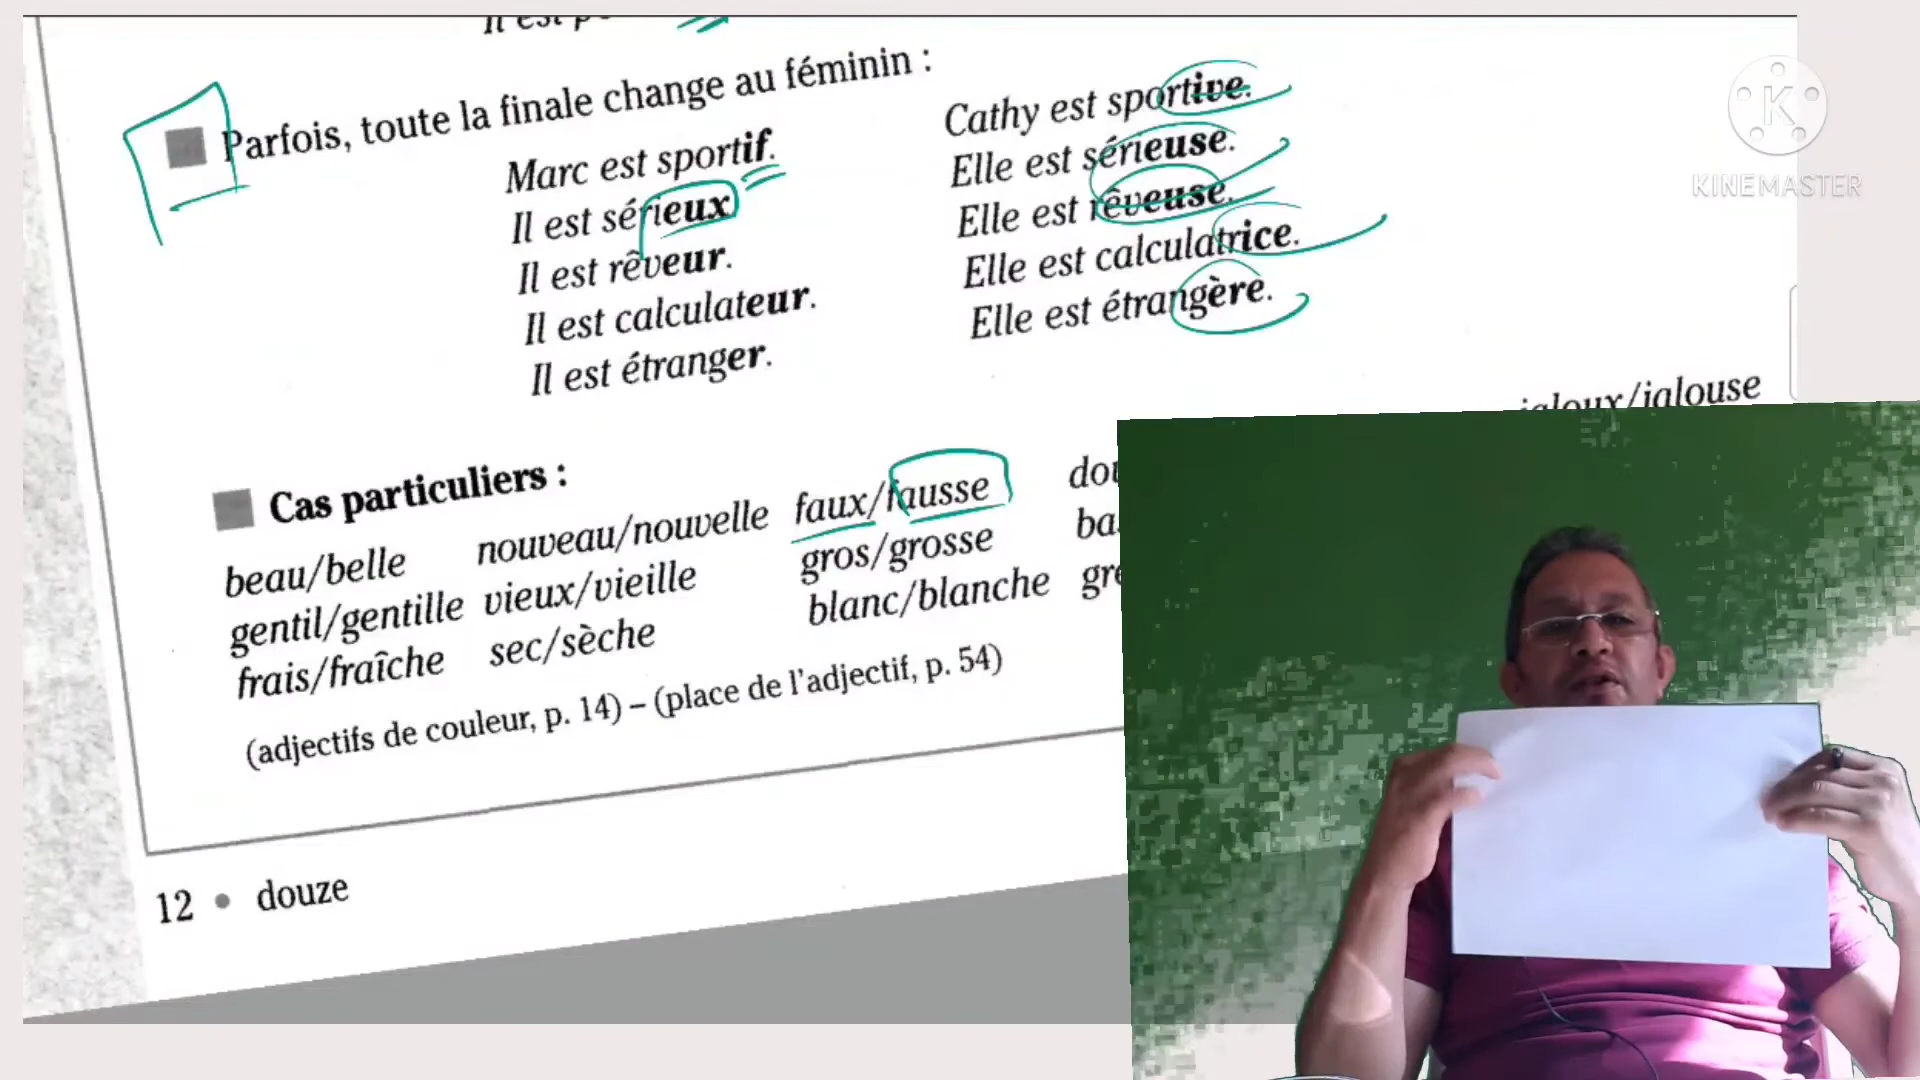 Il est
Parfois, toute la finale change au féminin :
Marc est sportif. Cathy est sportive.
Il est sérieux Elle est sérieuse.
Il est rêveur. Elle est rêveuse.
Il est calculateur. Elle est calculatrice.
Il est étranger. Elle est étrangère.
Cas particuliers :
beau/belle nouveau/nouvelle faux/fausse jaloux/jalouse
gentil/gentille vieux/vieille gros/grosse
frais/fraîche sec/sèche blanc/blanche
(adjectifs de couleur, p. 14) – (place de l'adjectif, p. 54)
12 • douze
K
KINEMASTER